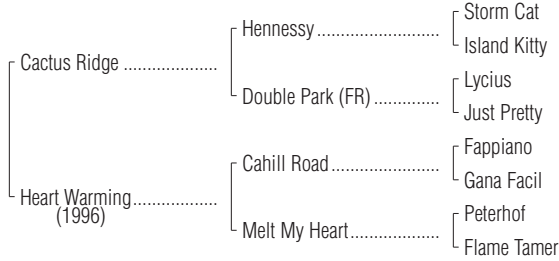 Storm Cat
Hennessy
Island Kitty
Cactus Ridge
Lycius
Double Park (FR)
Just Pretty
Fappiano
Cahill Road
Gana Facil
Heart Warming
(1996)
Peterhof
Melt My Heart
Flame Tamer